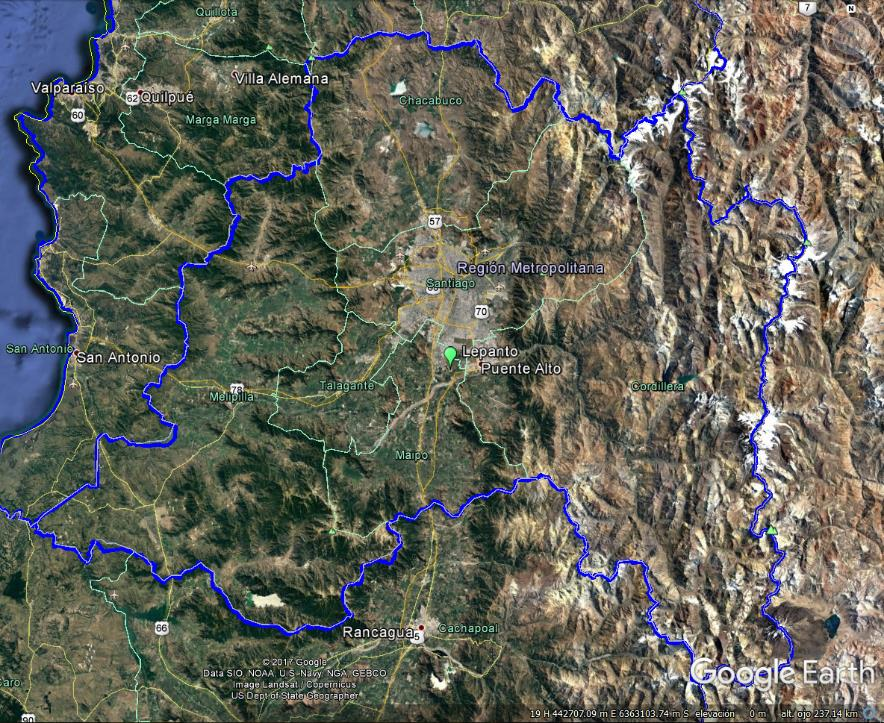 7
N
Quillota
Villa Alemana
Valparaíso
62
Quilpué
Chacabuco
60
Marga Marga
57
Región Metropolitana
Santiago
70
San Antonio
San Antonio
Lepanto
Puente Alto
78
Melipilla
Talagante
Cordillera
Maipo
66
Rancagua
5
Cachapoal
© 2017 Google
Data SIO, NOAA, U.S. Navy, NGA, GEBCO
Image Landsat / Copernicus
US Dept of State Geographer
Google Earth
caro
90
19 H 442707.09 m E 6363103.74 m S elevación 0 m alt. ojo 237.14 km